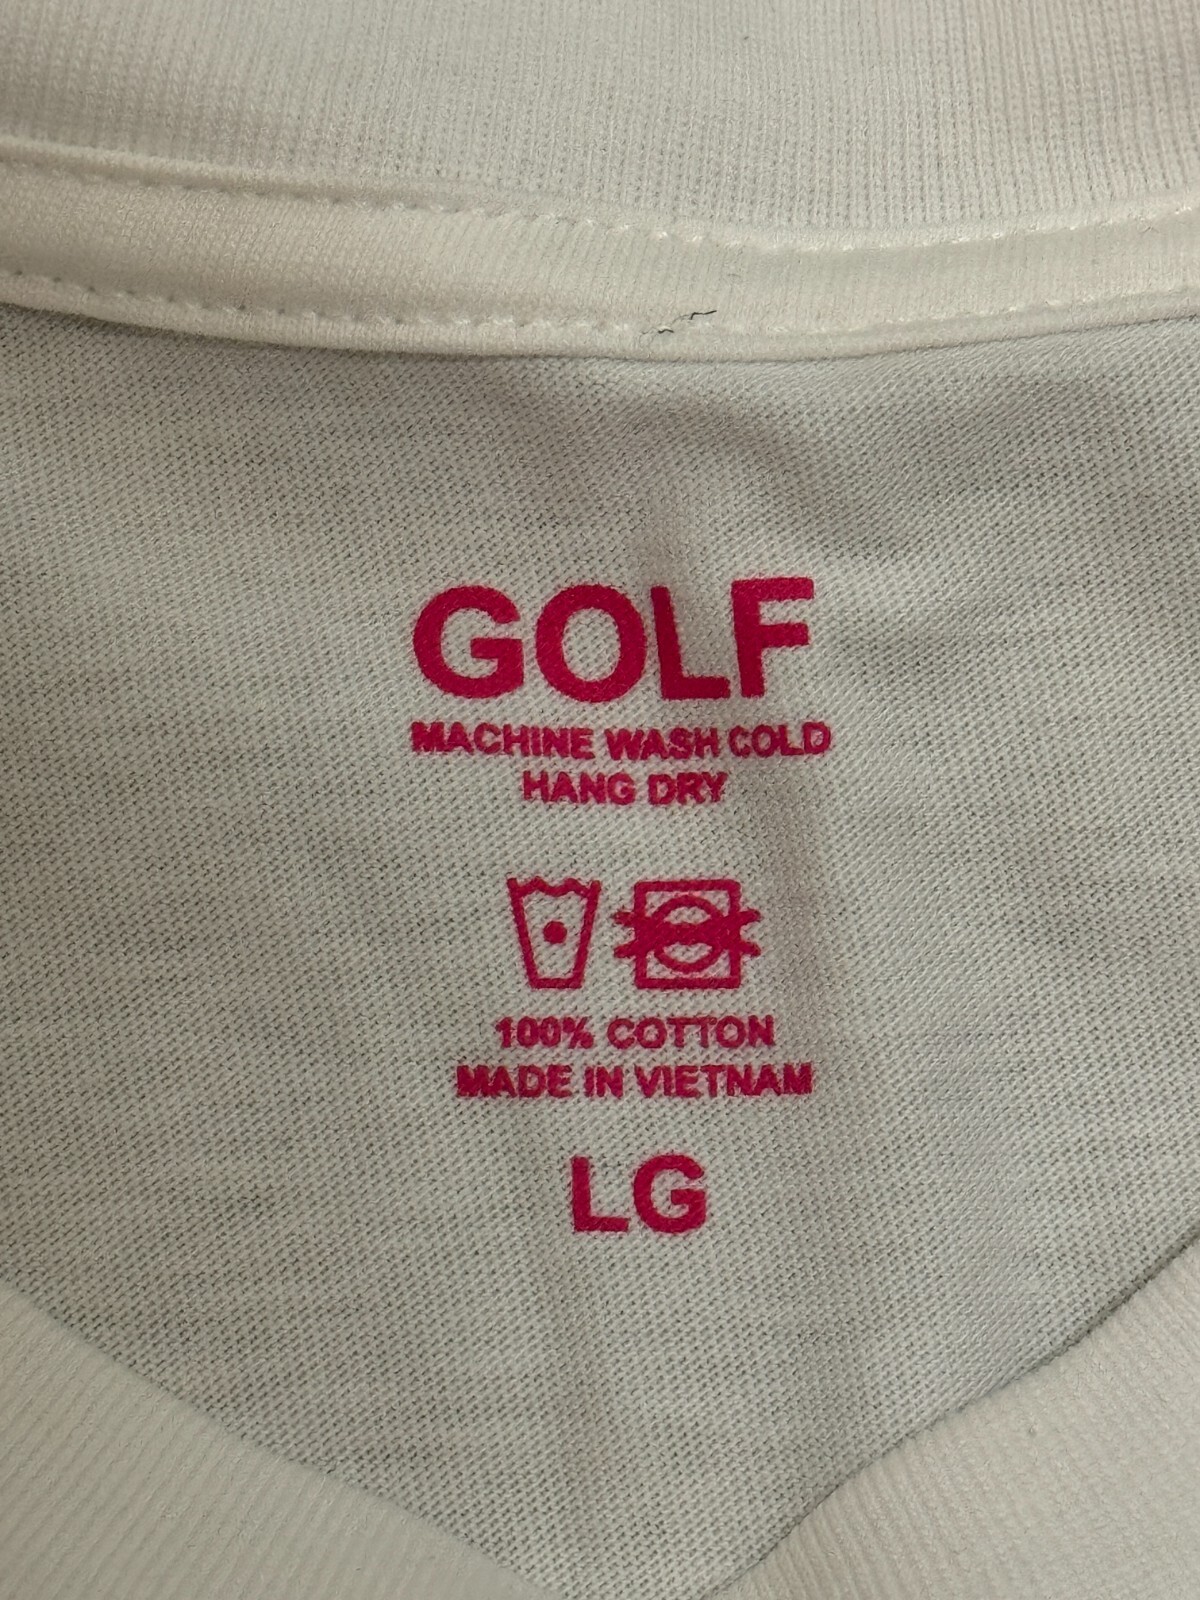 GOLF
MACHINE WASH COLD
HANG DRY
100% COTTON
MADE IN VIETNAM
LG